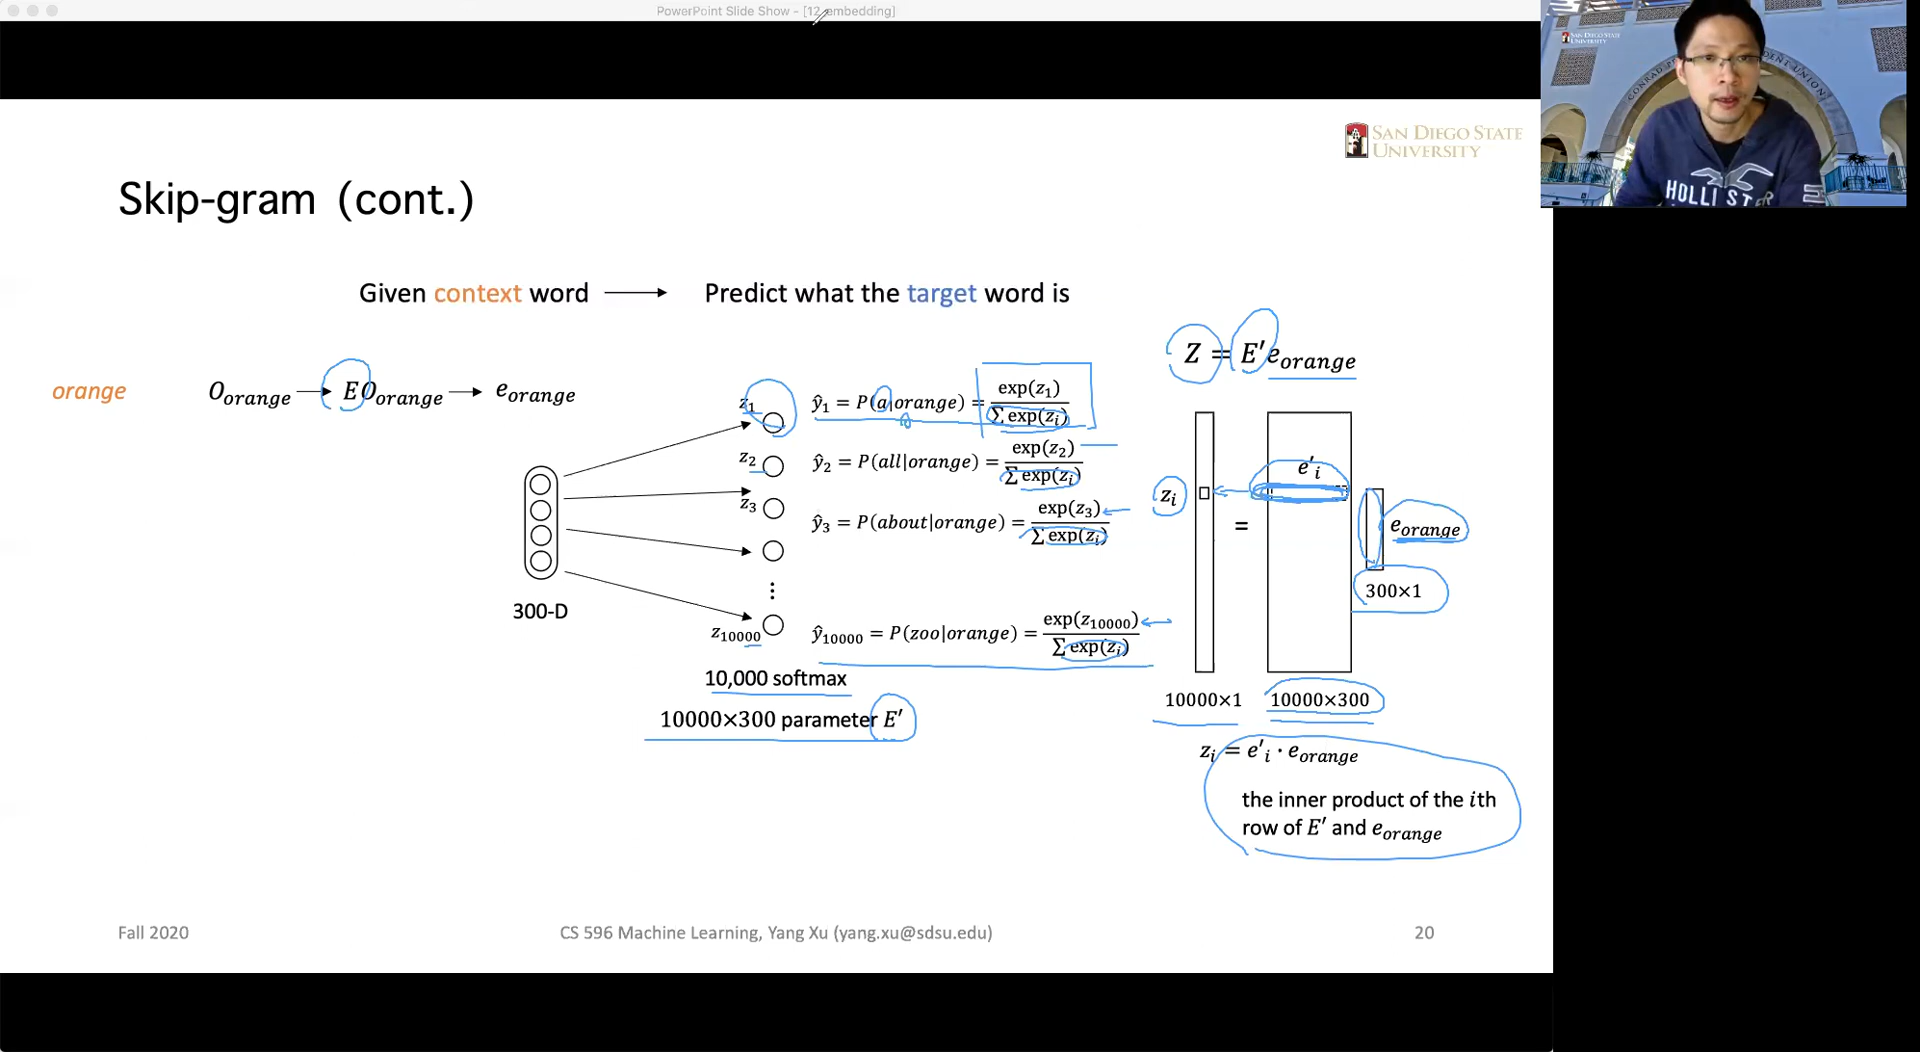 PowerPoint Slide Show - [12-embedding]
SAN DIEGO STATE
UNIVERSITY
SAN DIEGO STATE
UNIVERSITY
HOLLISTER
Skip-gram (cont.)
Given context word ⟶ Predict what the target word is
Z = E′e_orange
orange
O_orange ⟶ EO_orange ⟶ e_orange
z_1
ŷ_1 = P(a|orange) = exp(z_1) / ∑ exp(z_i)
z_2
ŷ_2 = P(all|orange) = exp(z_2) / ∑ exp(z_i)
z_3
ŷ_3 = P(about|orange) = exp(z_3) / ∑ exp(z_i)
⋮
z_10000
ŷ_10000 = P(zoo|orange) = exp(z_10000) / ∑ exp(z_i)
300-D
10,000 softmax
10000×300 parameter E′
z_i
=
e′_i
e_orange
300×1
10000×1
10000×300
z_i = e′_i · e_orange
the inner product of the ith
row of E′ and e_orange
Fall 2020
CS 596 Machine Learning, Yang Xu (yang.xu@sdsu.edu)
20